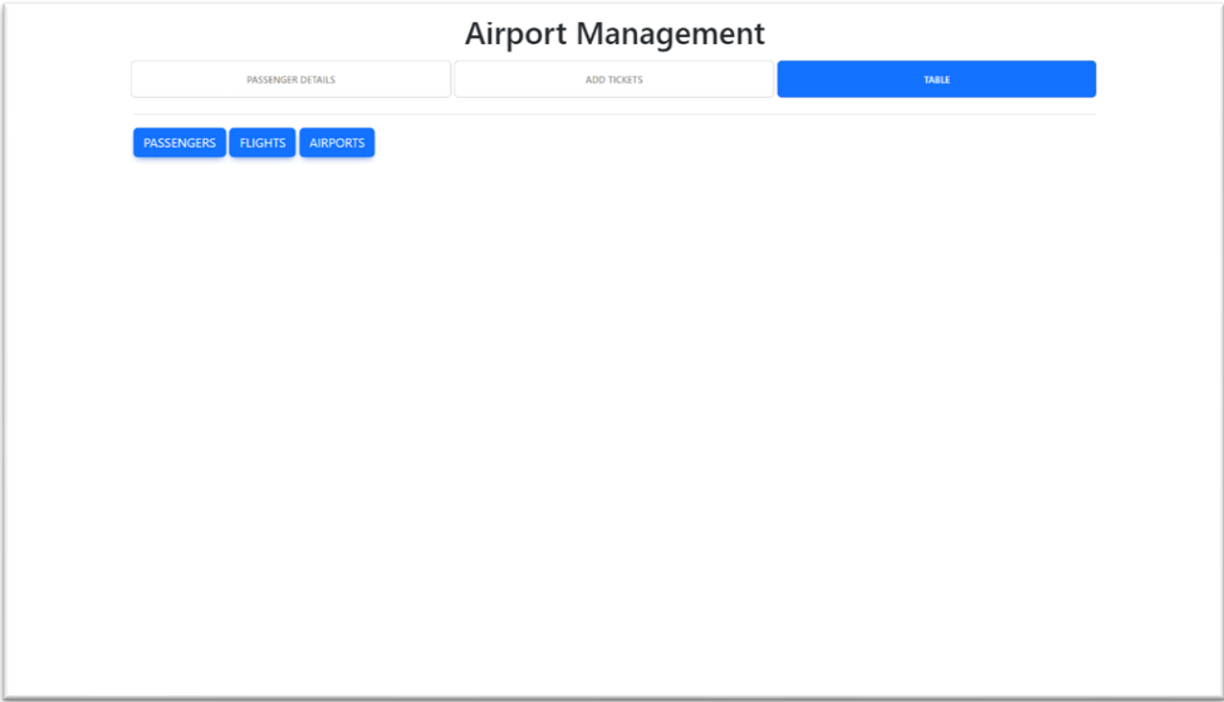 Airport Management
PASSENGER DETAILS ADD TICKETS TABLE
PASSENGERS FLIGHTS AIRPORTS